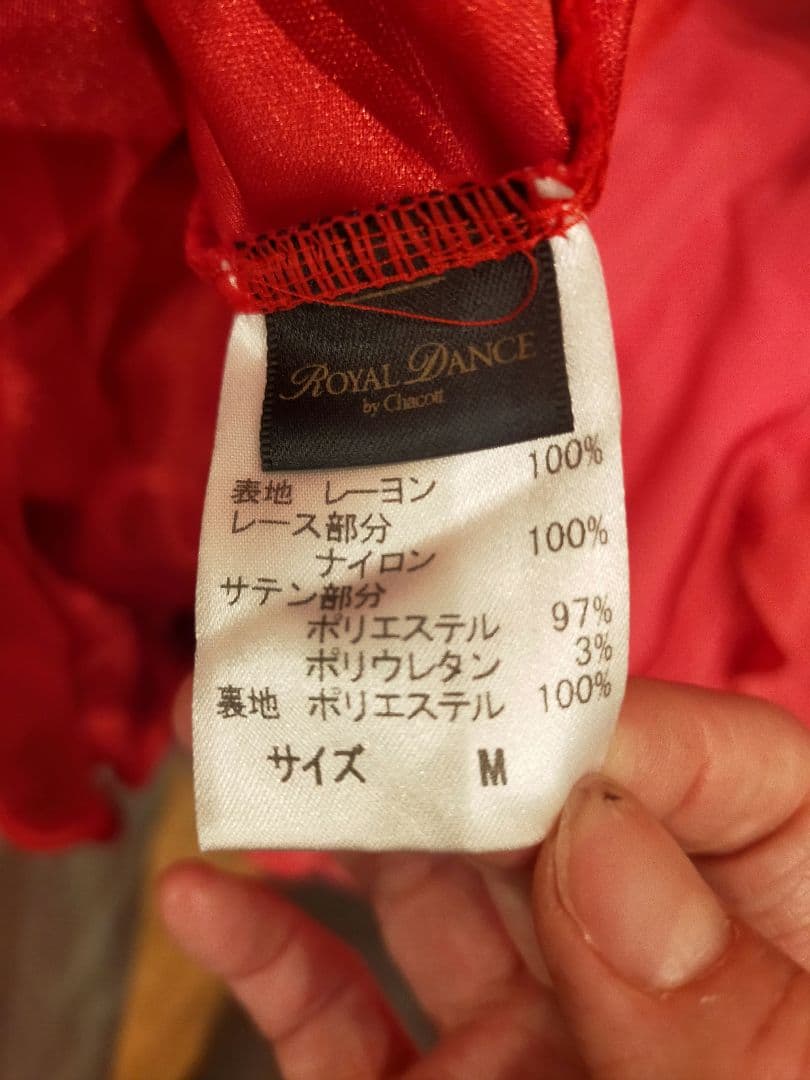 ROYAL DANCE
by Chacott
表地 レーヨン 100%
レース部分
ナイロン 100%
サテン部分
ポリエステル 97%
ポリウレタン 3%
裏地 ポリエステル 100%
サイズ M